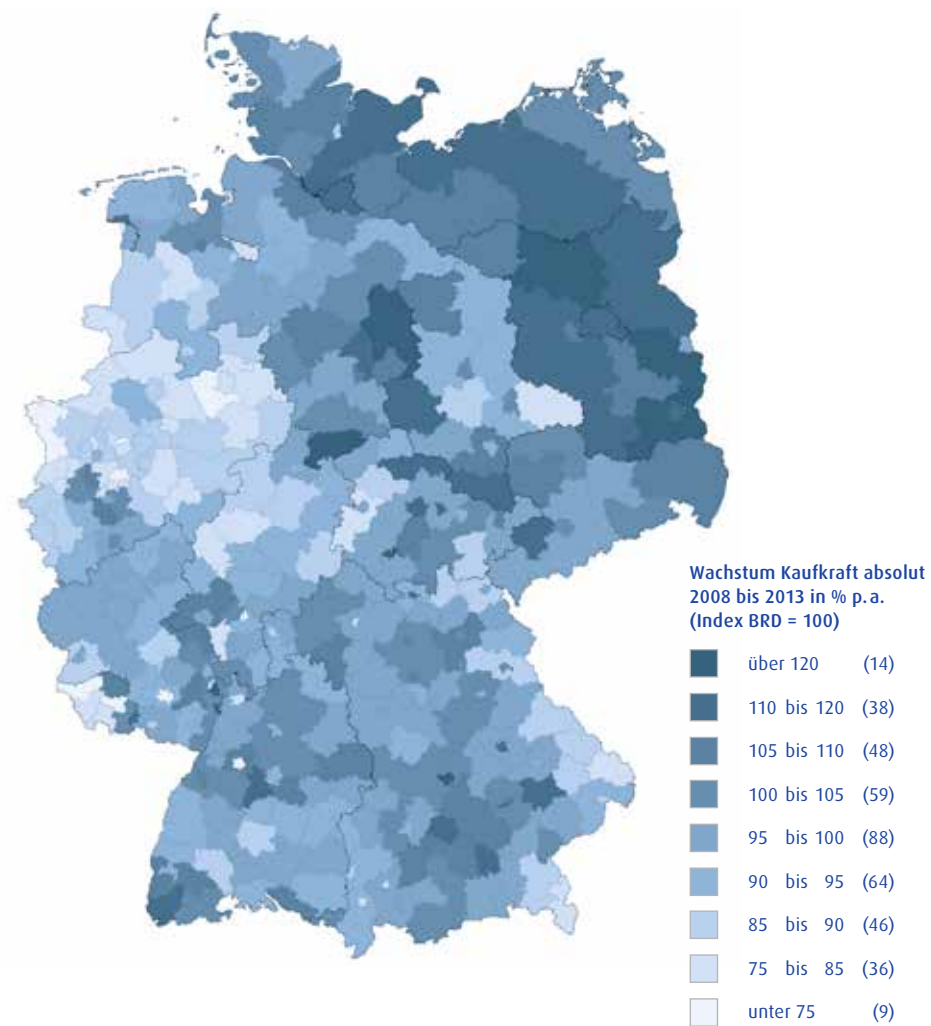 Wachstum Kaufkraft absolut
2008 bis 2013 in % p. a.
(Index BRD = 100)
über 120 (14)
110 bis 120 (38)
105 bis 110 (48)
100 bis 105 (59)
95 bis 100 (88)
90 bis 95 (64)
85 bis 90 (46)
75 bis 85 (36)
unter 75 (9)